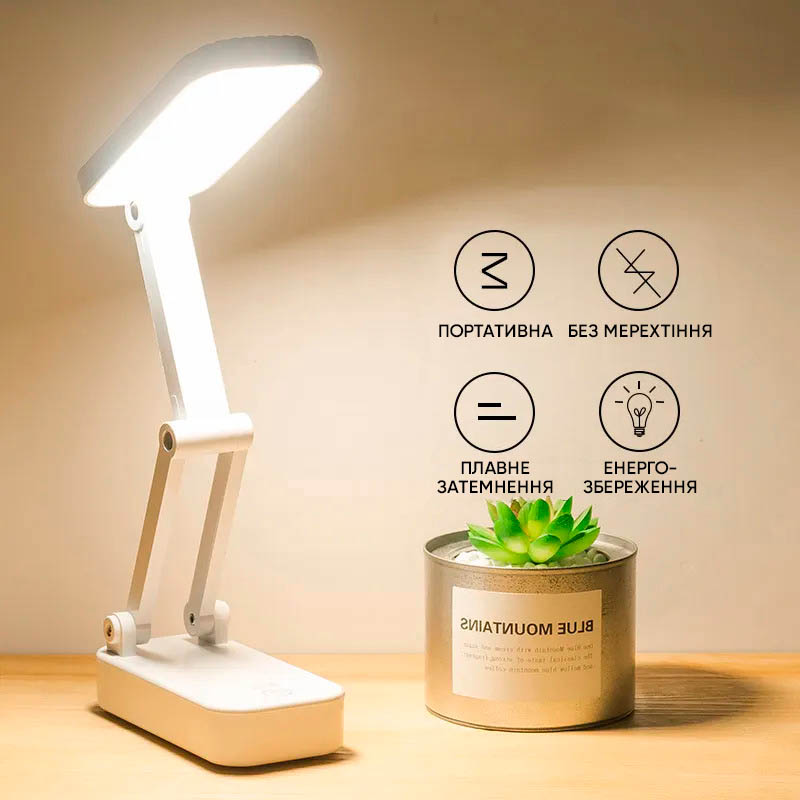 ПОРТАТИВНА
БЕЗ МЕРЕХТІННЯ
ПЛАВНЕ
ЗАТЕМНЕННЯ
ЕНЕРГО-
ЗБЕРЕЖЕННЯ
BLUE MOUNTAINS